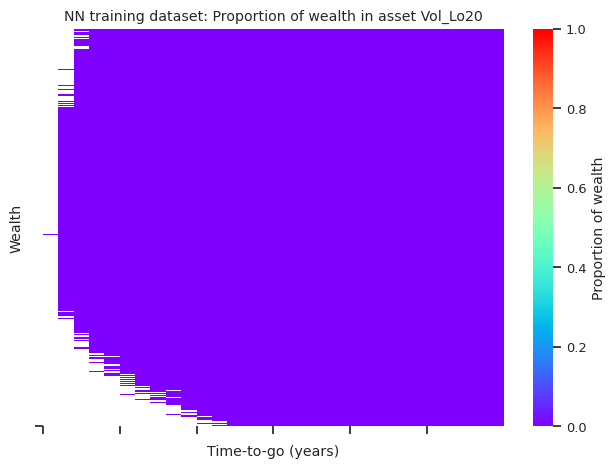 NN training dataset: Proportion of wealth in asset Vol_Lo20
Wealth
Time-to-go (years)
1.0
0.8
0.6
0.4
0.2
0.0
Proportion of wealth